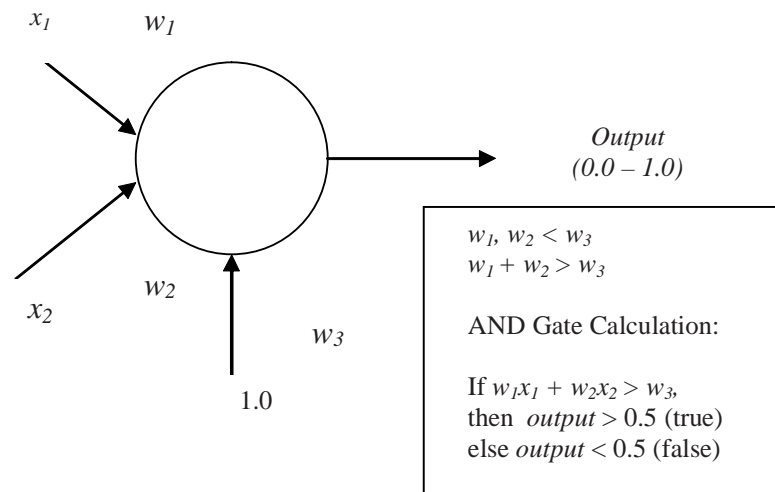 x1 w1
Output
(0.0 – 1.0)
w1, w2 < w3
w1 + w2 > w3
w2
x2
w3
AND Gate Calculation:
1.0
If w1x1 + w2x2 > w3,
then output > 0.5 (true)
else output < 0.5 (false)